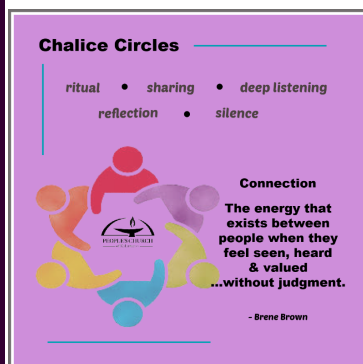 Chalice Circles
ritual • sharing • deep listening
reflection • silence
PEOPLE'S CHURCH
Connection
The energy that
exists between
people when they
feel seen, heard
& valued
...without judgment.
- Brene Brown